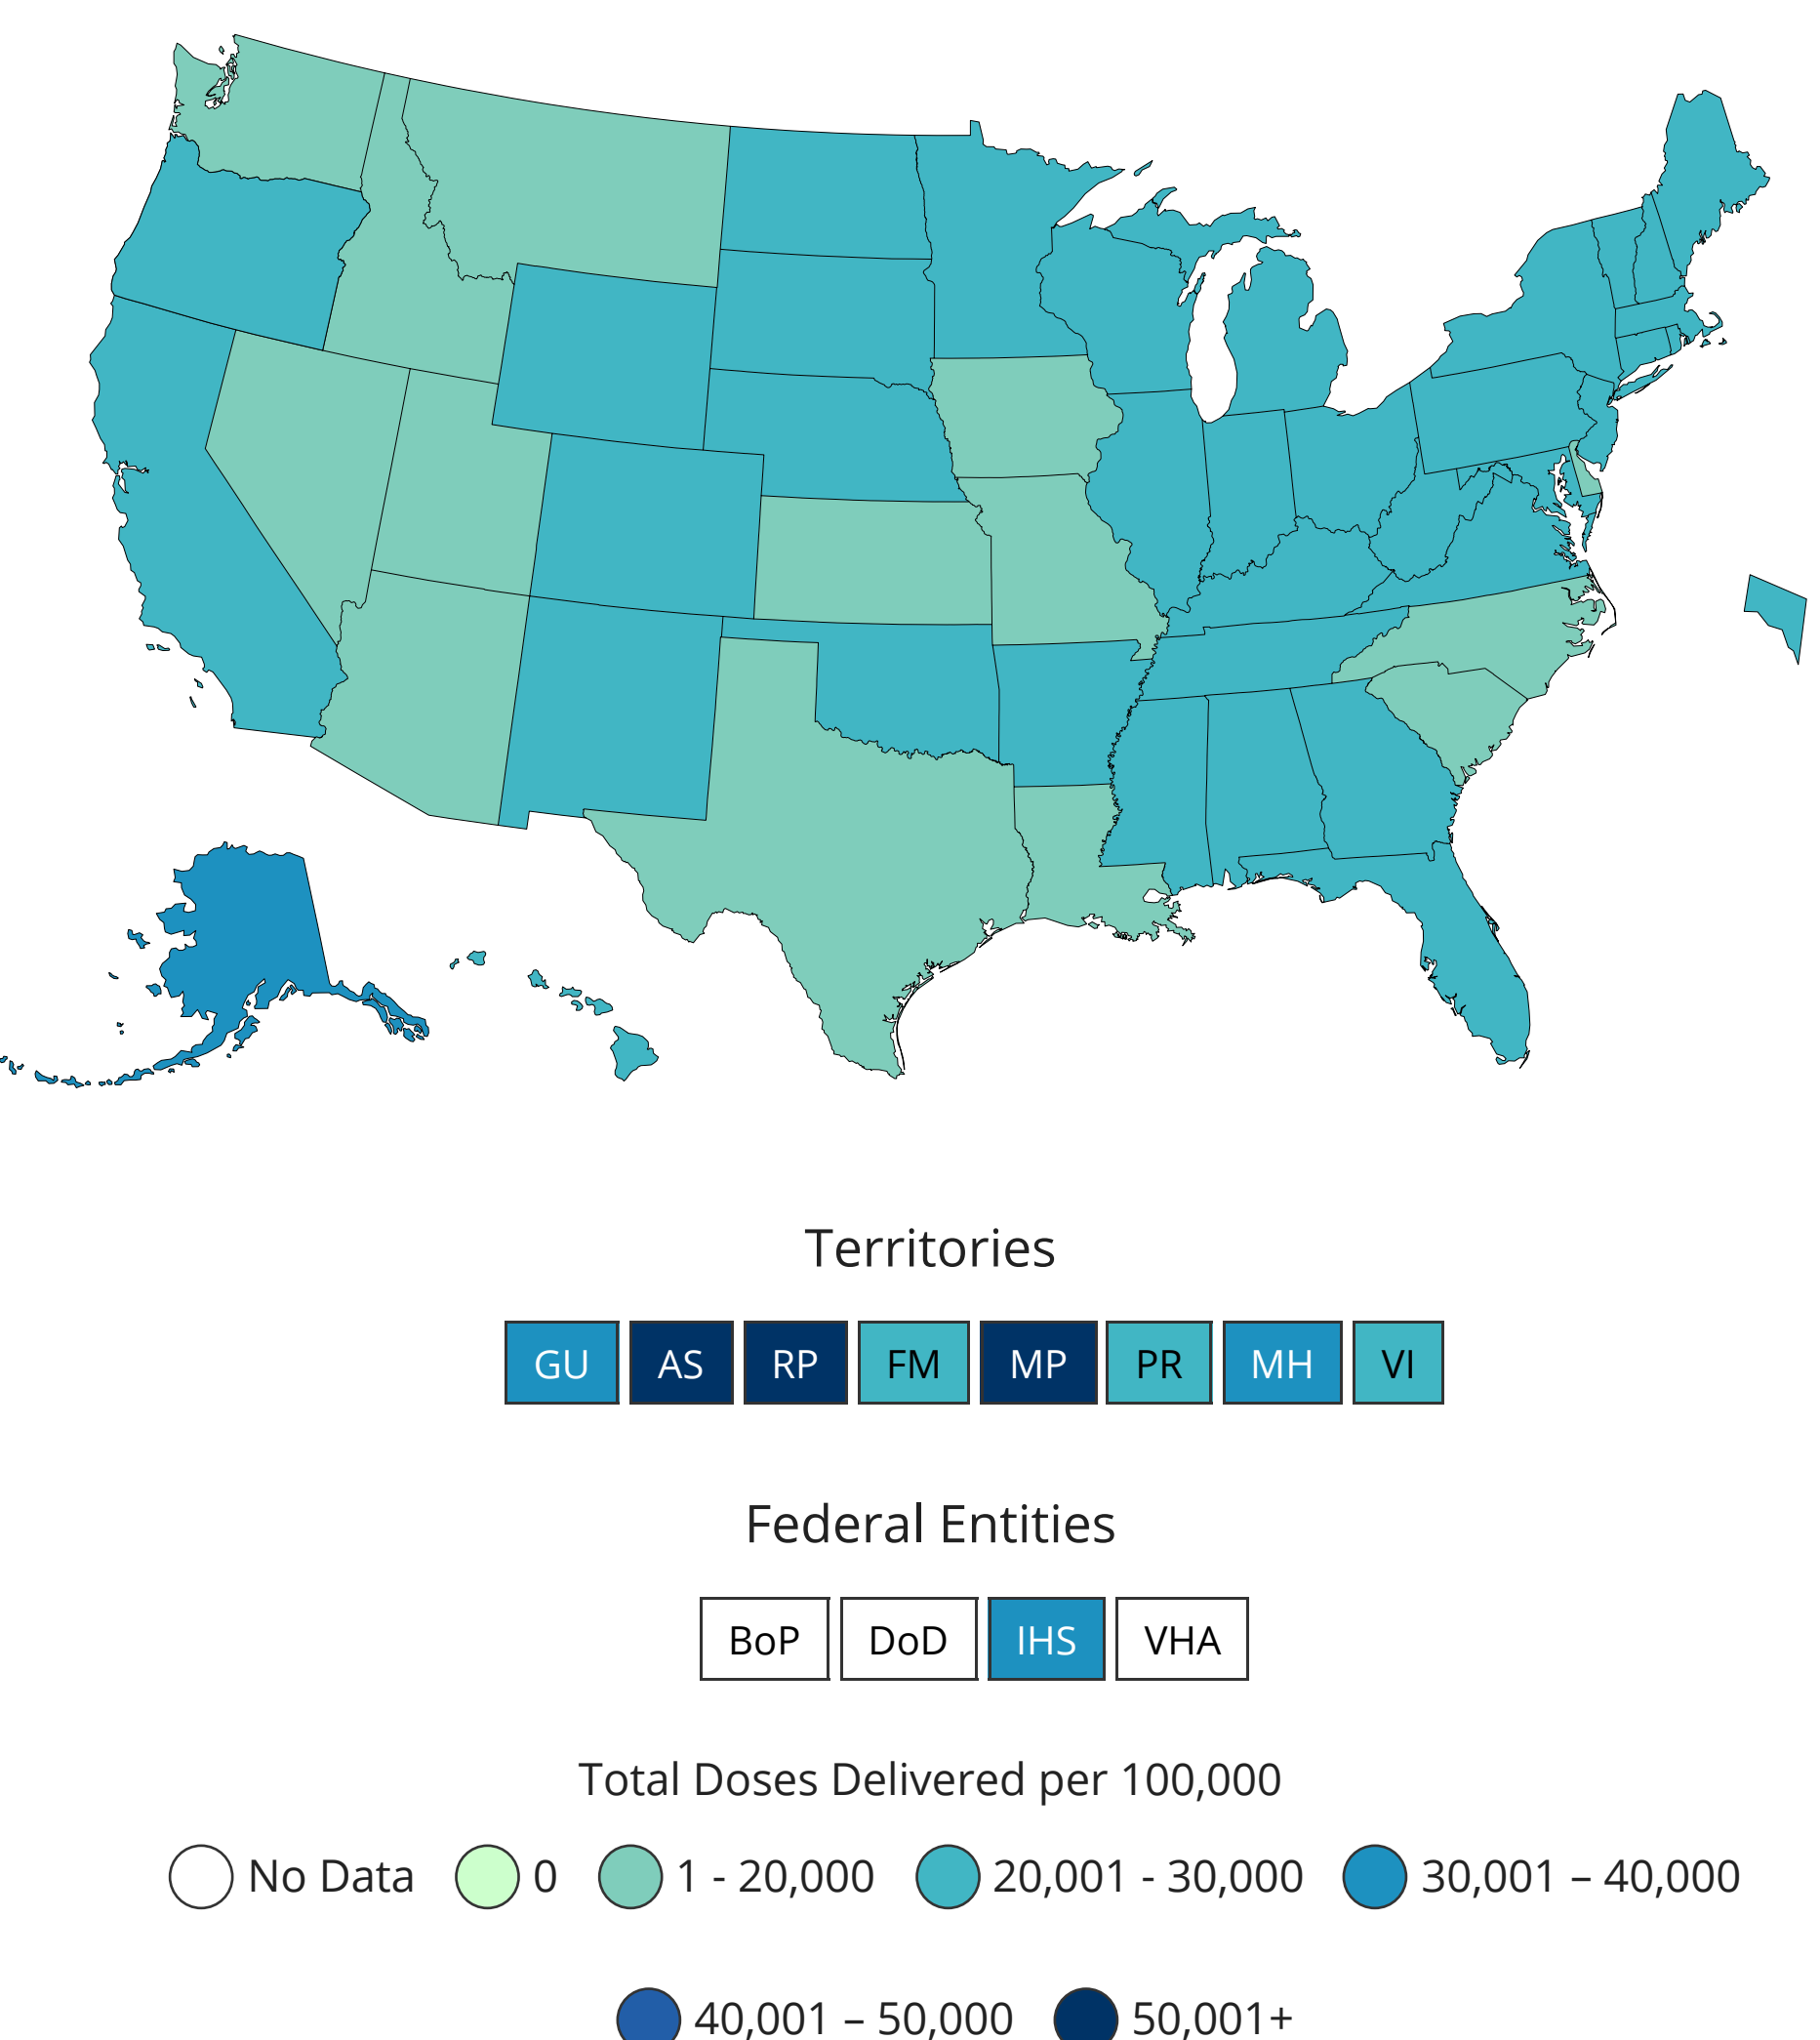 Territories
GU AS RP FM MP PR MH VI
Federal Entities
BoP DoD IHS VHA
Total Doses Delivered per 100,000
No Data 0 1 - 20,000 20,001 - 30,000 30,001 – 40,000
40,001 – 50,000 50,001+